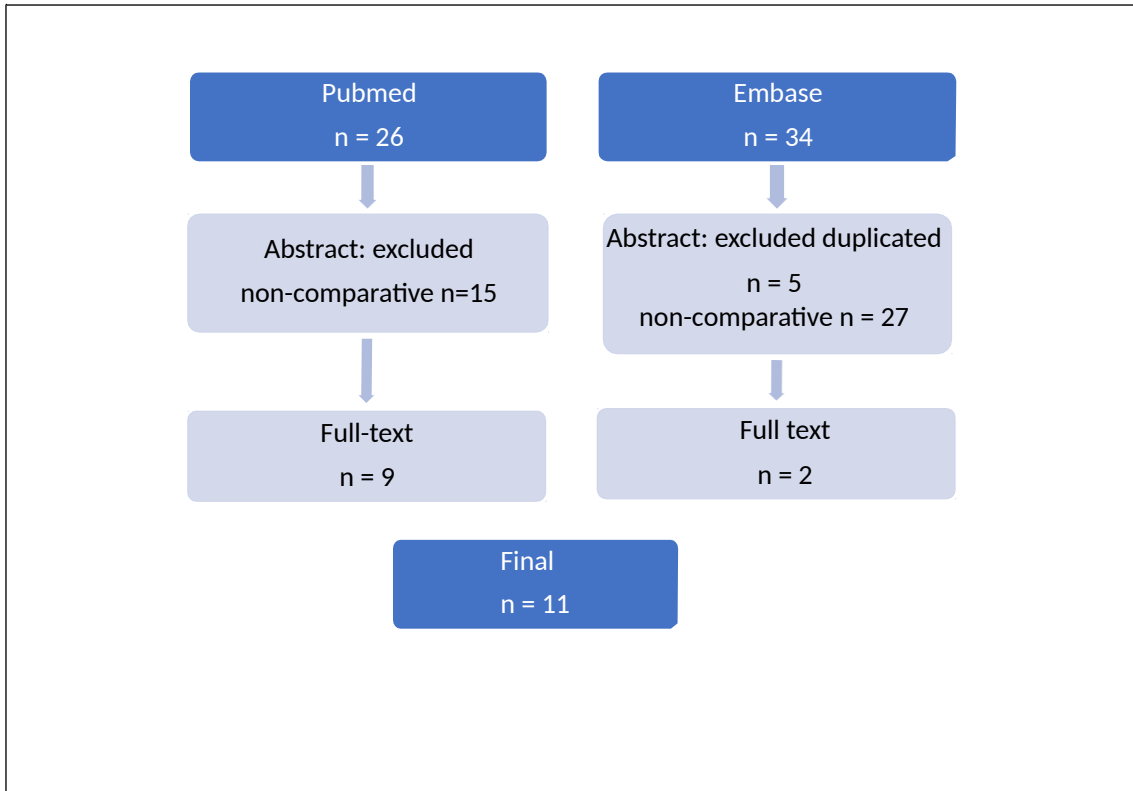 Pubmed
n = 26
Embase
n = 34
Abstract: excluded
non-comparative n=15
Abstract: excluded duplicated
n = 5
non-comparative n = 27
Full-text
n = 9
Full text
n = 2
Final
n = 11